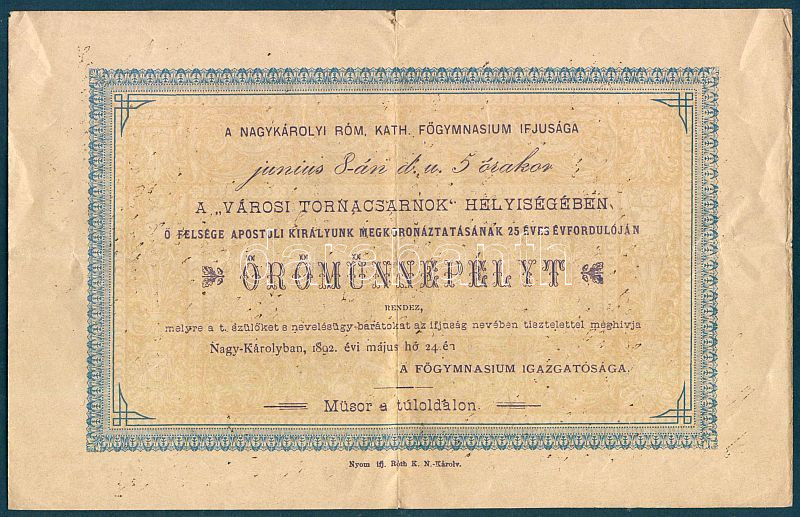 A NAGYKÁROLYI RÓM. KATH. FŐGYMNASIUM IFJUSÁGA
junius 8-án d. u. 5 órakor
A „VÁROSI TORNACSARNOK" HELYISÉGÉBEN
Ő FELSÉGE APOSTOLI KIRÁLYUNK MEGKORONÁZTATÁSÁNAK 25 ÉVES ÉVFORDULÓJÁN
ÖRÖMÜNNEPÉLYT
RENDEZ,
melyre a t. szülőket s nevelésügy-barátokat az ifjuság nevében tisztelettel meghivja
Nagy-Károlyban, 1892. évi május hó 24-én
A FŐGYMNASIUM IGAZGATÓSÁGA.
Müsor a túloldalon.
Nyom ifj. Róth K. N.-Károly.